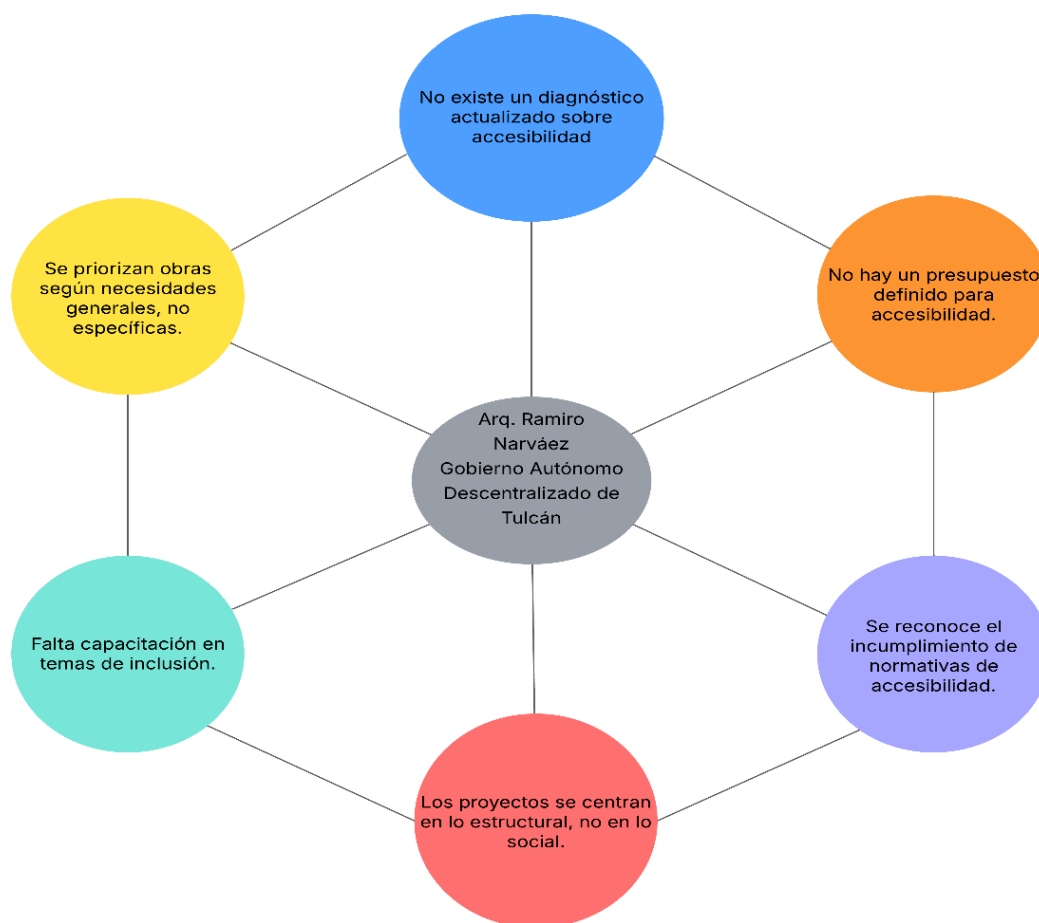 No existe un diagnóstico
actualizado sobre
accesibilidad
Se priorizan obras
según necesidades
generales, no
específicas.
No hay un presupuesto
definido para
accesibilidad.
Arq. Ramiro
Narváez
Gobierno Autónomo
Descentralizado de
Tulcán
Falta capacitación en
temas de inclusión.
Se reconoce el
incumplimiento de
normativas de
accesibilidad.
Los proyectos se centran
en lo estructural, no en lo
social.